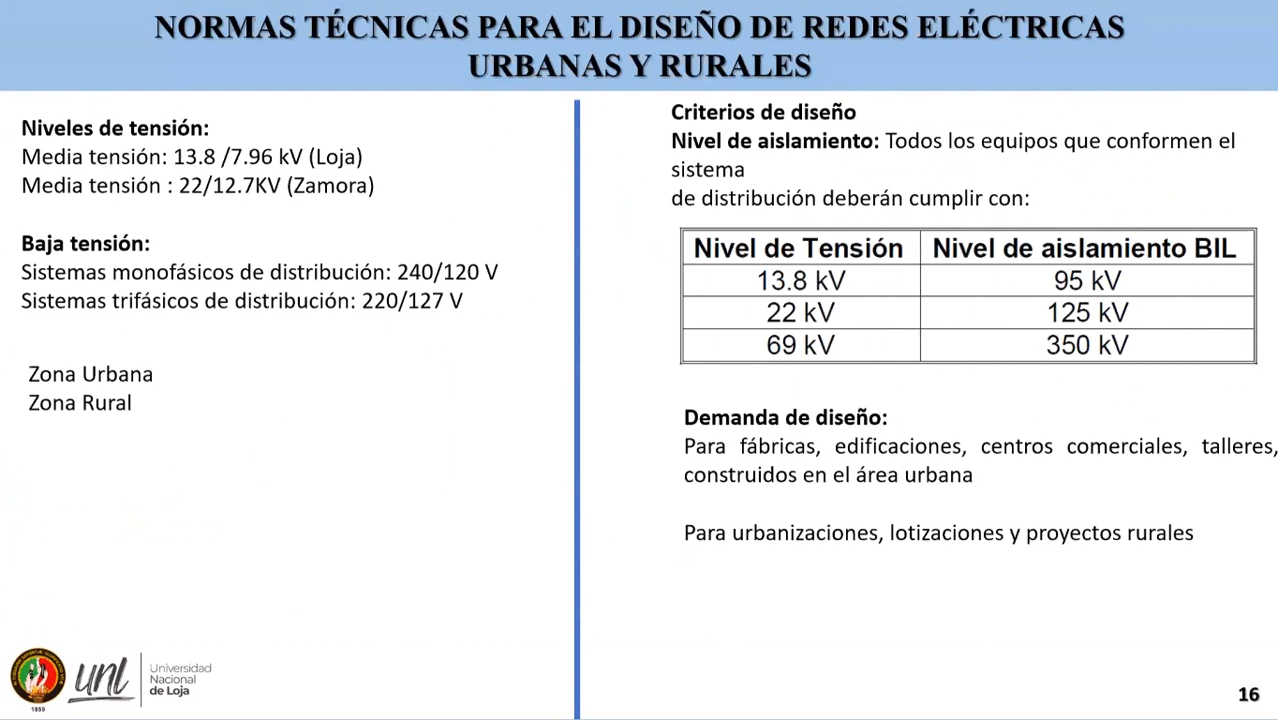 NORMAS TÉCNICAS PARA EL DISEÑO DE REDES ELÉCTRICAS
URBANAS Y RURALES
Niveles de tensión:
Media tensión: 13.8 /7.96 kV (Loja)
Media tensión : 22/12.7KV (Zamora)
Baja tensión:
Sistemas monofásicos de distribución: 240/120 V
Sistemas trifásicos de distribución: 220/127 V
Zona Urbana
Zona Rural
Criterios de diseño
Nivel de aislamiento: Todos los equipos que conformen el
sistema
de distribución deberán cumplir con:
Nivel de Tensión Nivel de aislamiento BIL
13.8 kV 95 kV
22 kV 125 kV
69 kV 350 kV
Demanda de diseño:
Para fábricas, edificaciones, centros comerciales, talleres,
construidos en el área urbana
Para urbanizaciones, lotizaciones y proyectos rurales
1859
unl
Universidad
Nacional
de Loja
16